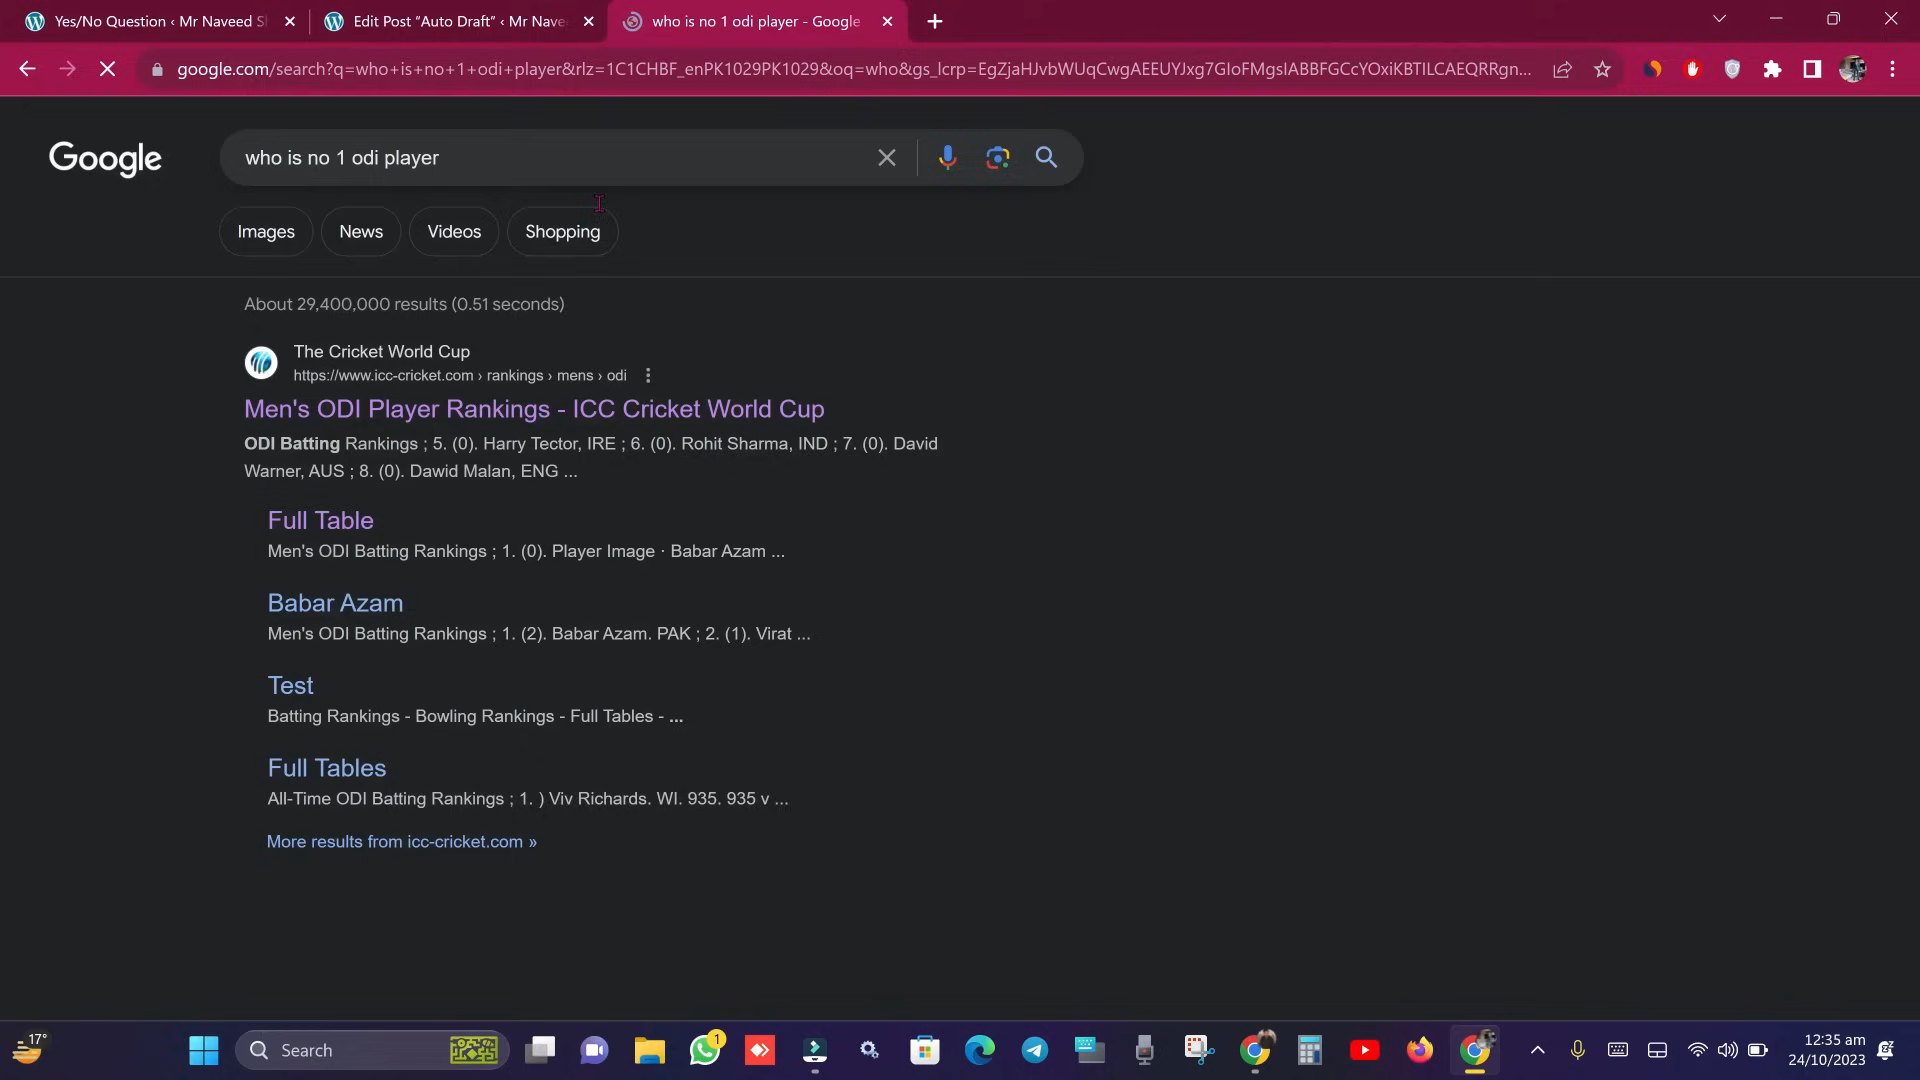 Yes/No Question ‹ Mr Naveed S
Edit Post “Auto Draft” ‹ Mr Nave
who is no 1 odi player - Google
google.com/search?q=who+is+no+1+odi+player&rlz=1C1CHBF_enPK1029PK1029&oq=who&gs_lcrp=EgZjaHJvbWUqCwgAEEUYJxg7GIoFMgsIABBFGCcYOxiKBTILCAEQRRgn...
Google
who is no 1 odi player
Images
News
Videos
Shopping
About 29,400,000 results (0.51 seconds)
The Cricket World Cup
https://www.icc-cricket.com › rankings › mens › odi
Men's ODI Player Rankings - ICC Cricket World Cup
ODI Batting Rankings ; 5. (0). Harry Tector, IRE ; 6. (0). Rohit Sharma, IND ; 7. (0). David
Warner, AUS ; 8. (0). Dawid Malan, ENG ...
Full Table
Men's ODI Batting Rankings ; 1. (0). Player Image · Babar Azam ...
Babar Azam
Men's ODI Batting Rankings ; 1. (2). Babar Azam. PAK ; 2. (1). Virat ...
Test
Batting Rankings - Bowling Rankings - Full Tables - ...
Full Tables
All-Time ODI Batting Rankings ; 1. ) Viv Richards. WI. 935. 935 v ...
More results from icc-cricket.com »
17°
Search
1
12:35 am
24/10/2023